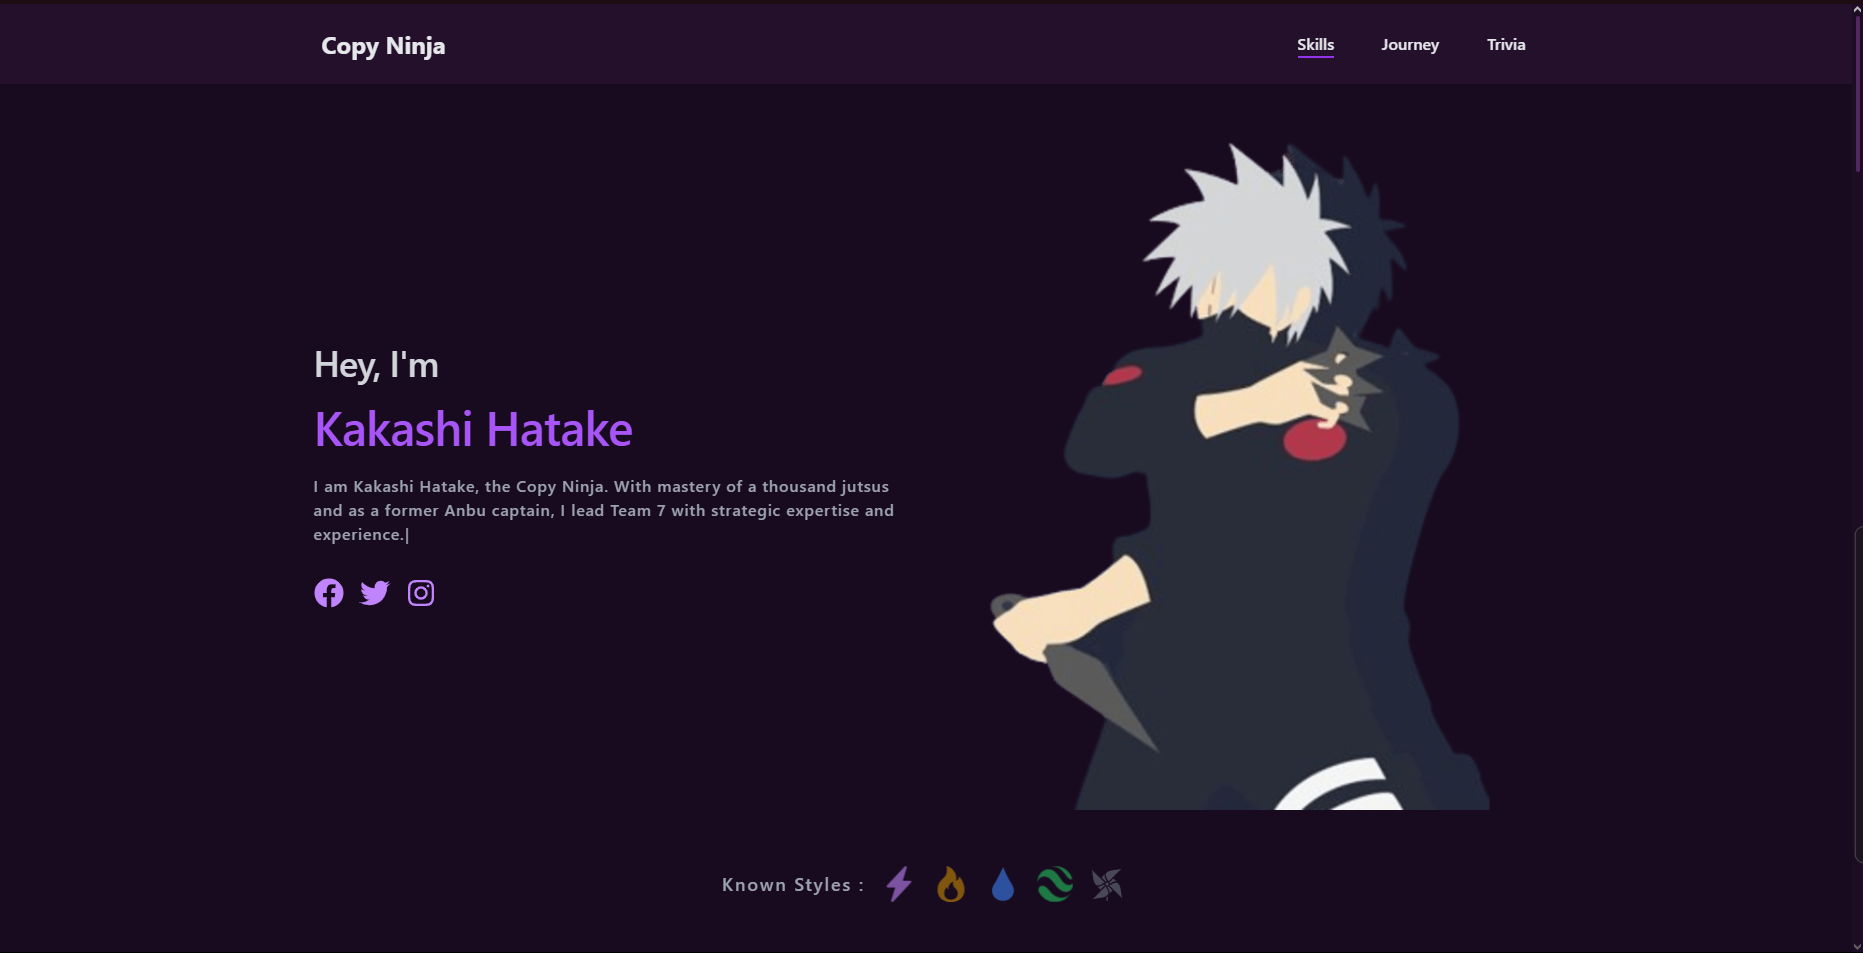 Copy Ninja
Skills
Journey
Trivia
Hey, I'm
Kakashi Hatake
I am Kakashi Hatake, the Copy Ninja. With mastery of a thousand jutsus
and as a former Anbu captain, I lead Team 7 with strategic expertise and
experience.|
Known Styles :